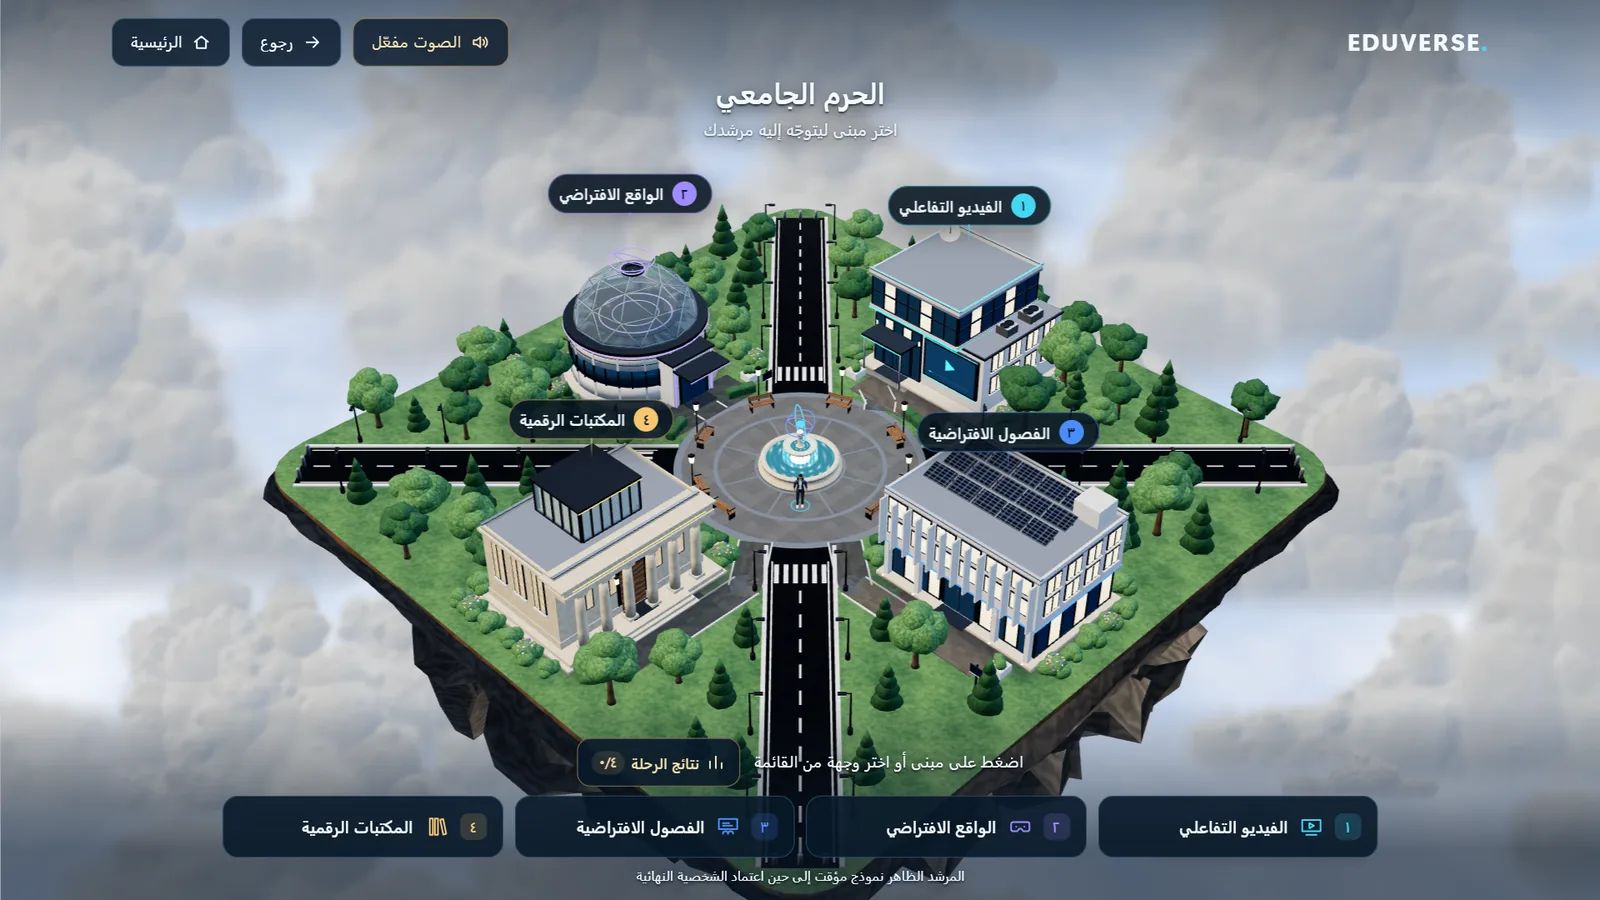 EDUVERSE.
الصوت مفعّل
رجوع
الرئيسية
الحرم الجامعي
اختر مبنى ليتوجّه إليه مرشدك
١ الفيديو التفاعلي
٢ الواقع الافتراضي
٣ الفصول الافتراضية
٤ المكتبات الرقمية
اضغط على مبنى أو اختر وجهة من القائمة
نتائج الرحلة ٠/٤
١ الفيديو التفاعلي
٢ الواقع الافتراضي
٣ الفصول الافتراضية
٤ المكتبات الرقمية
المرشد الظاهر نموذج مؤقت إلى حين اعتماد الشخصية النهائية